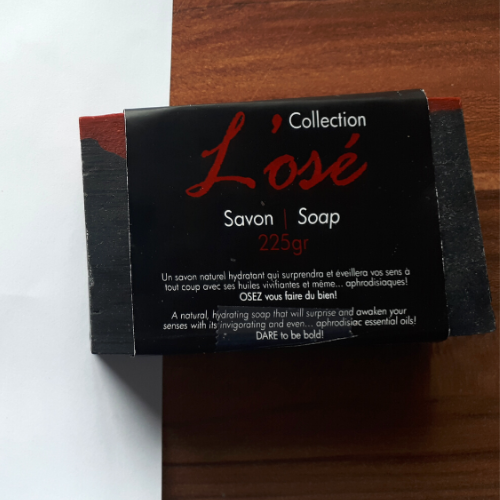 Collection
L'osé
Savon | Soap
225gr
Un savon naturel hydratant qui surprendra et éveillera vos sens à
tout coup avec ses huiles vivifiantes et même... aphrodisiaques!
OSEZ vous faire du bien!
A natural, hydrating soap that will surprise and awaken your
senses with its invigorating and even... aphrodisiac essential oils!
DARE to be bold!